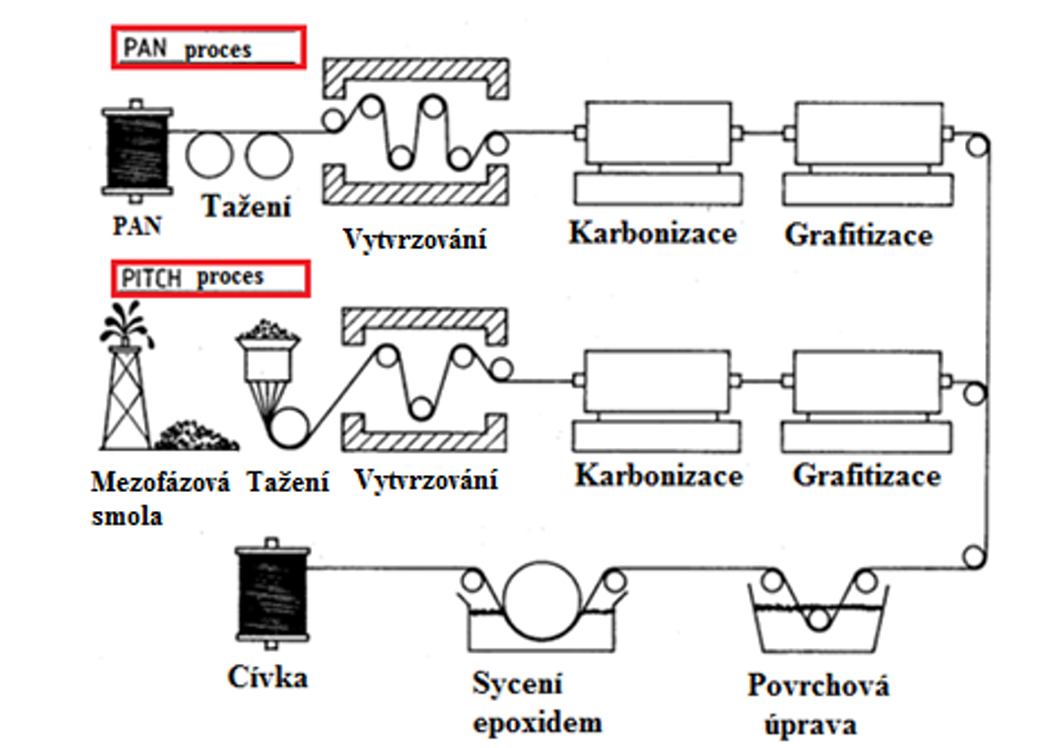 PAN proces
PAN
Tažení
Vytvrzování
Karbonizace
Grafitizace
PITCH proces
Mezofázová
smola
Tažení
Vytvrzování
Karbonizace
Grafitizace
Cívka
Sycení
epoxidem
Povrchová
úprava